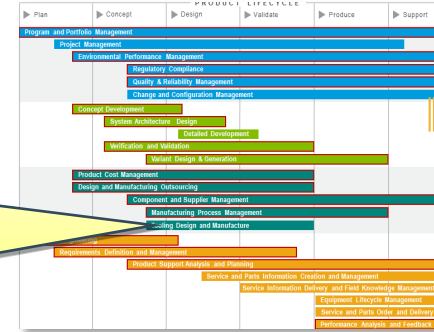 PRODUCT LIFECYCLE
Plan
Concept
Design
Validate
Produce
Support
Program and Portfolio Management
Project Management
Environmental Performance Management
Regulatory Compliance
Quality & Reliability Management
Change and Configuration Management
Concept Development
System Architecture Design
Detailed Development
Verification and Validation
Variant Design & Generation
Product Cost Management
Design and Manufacturing Outsourcing
Component and Supplier Management
Manufacturing Process Management
Tooling Design and Manufacture
Requirements Definition and Management
Product Support Analysis and Planning
Service and Parts Information Creation and Management
Service Information Delivery and Field Knowledge Management
Equipment Lifecycle Management
Service and Parts Order and Delivery
Performance Analysis and Feedback